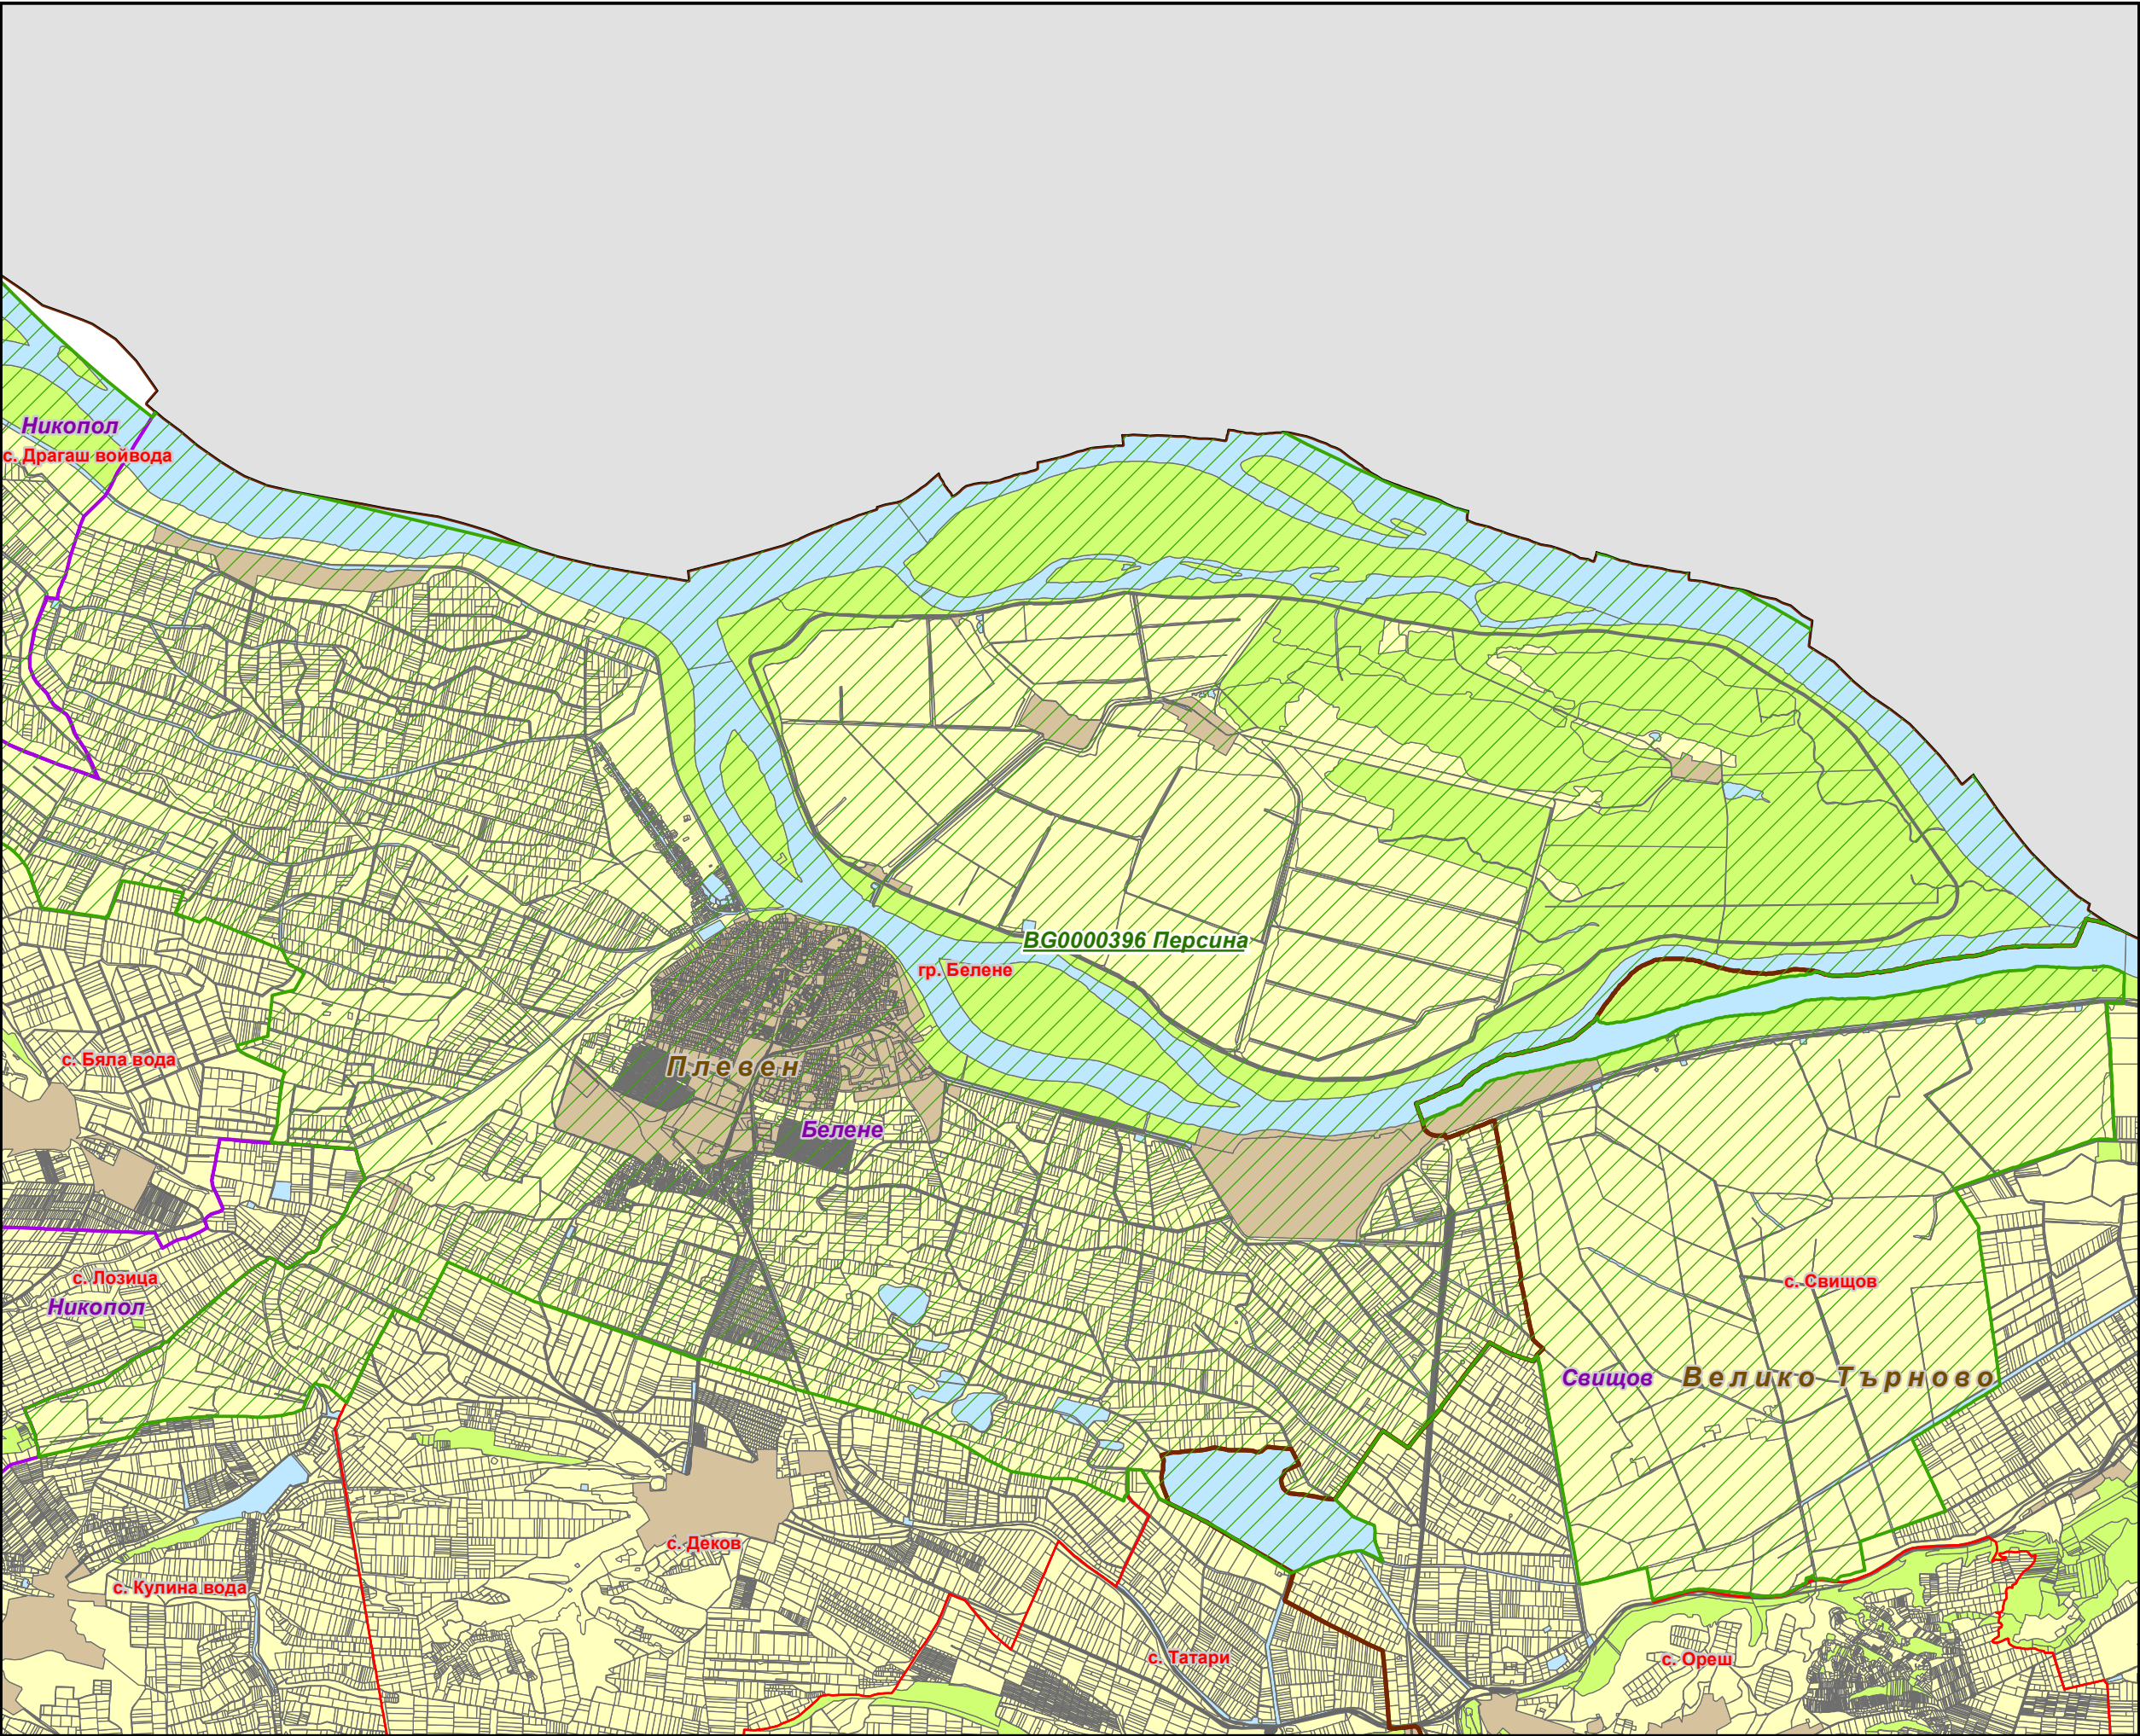 Никопол
с. Драгаш войвода
BG0000396 Персина
гр. Белене
с. Бяла вода
Плевен
Белене
с. Лозица
Никопол
с. Свищов
Свищов
Велико Търново
с. Деков
с. Кулина вода
с. Татари
с. Ореш